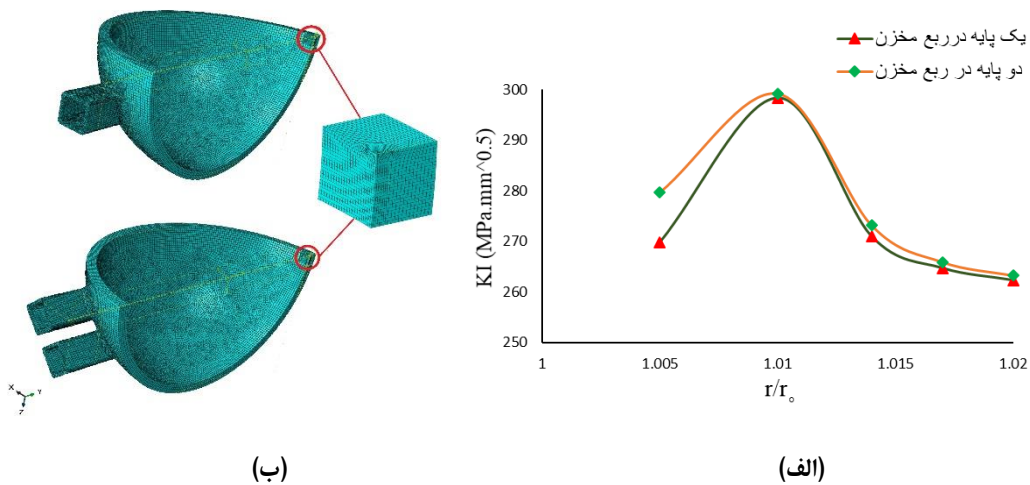 یک پایه درربع مخزن
دو پایه در ربع مخزن
KI (MPa.mm^0.5)
300
290
280
270
260
250
1
1.005
1.01
1.015
1.02
r/r°
(الف)
X
Y
Z
(ب)